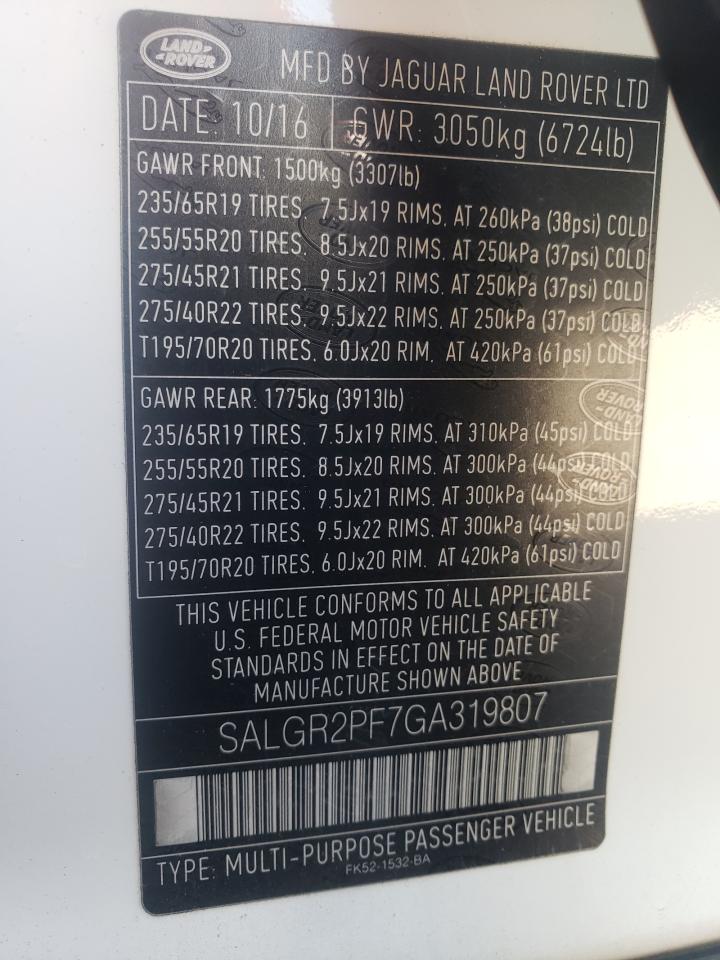 LAND ROVER MFD BY JAGUAR LAND ROVER LTD
DATE: 10/16 GWR: 3050kg (6724lb)
GAWR FRONT: 1500kg (3307lb)
235/65R19 TIRES, 7.5Jx19 RIMS, AT 260kPa (38psi) COLD
255/55R20 TIRES, 8.5Jx20 RIMS, AT 250kPa (37psi) COLD
275/45R21 TIRES, 9.5Jx21 RIMS, AT 250kPa (37psi) COLD
275/40R22 TIRES, 9.5Jx22 RIMS, AT 250kPa (37psi) COLD
T195/70R20 TIRES, 6.0Jx20 RIM, AT 420kPa (61psi) COLD
GAWR REAR: 1775kg (3913lb)
235/65R19 TIRES, 7.5Jx19 RIMS, AT 310kPa (45psi) COLD
255/55R20 TIRES, 8.5Jx20 RIMS, AT 300kPa (44psi) COLD
275/45R21 TIRES, 9.5Jx21 RIMS, AT 300kPa (44psi) COLD
275/40R22 TIRES, 9.5Jx22 RIMS, AT 300kPa (44psi) COLD
T195/70R20 TIRES, 6.0Jx20 RIM, AT 420kPa (61psi) COLD
THIS VEHICLE CONFORMS TO ALL APPLICABLE
U.S. FEDERAL MOTOR VEHICLE SAFETY
STANDARDS IN EFFECT ON THE DATE OF
MANUFACTURE SHOWN ABOVE
SALGR2PF7GA319807
TYPE: MULTI-PURPOSE PASSENGER VEHICLE
FK52-1532-BA